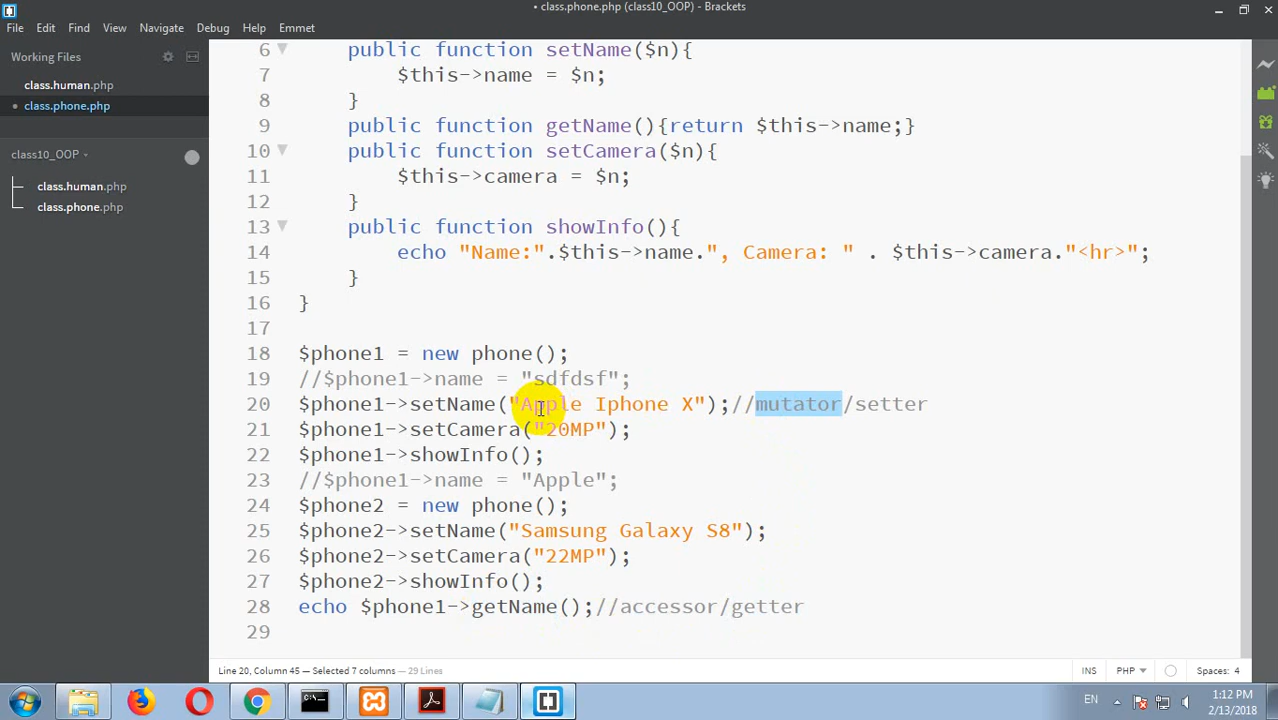 • class.phone.php (class10_OOP) - Brackets
File Edit Find View Navigate Debug Help Emmet
Working Files
class.human.php
• class.phone.php
class10_OOP
class.human.php
class.phone.php
6 public function setName($n){
7 $this->name = $n;
8 }
9 public function getName(){return $this->name;}
10 public function setCamera($n){
11 $this->camera = $n;
12 }
13 public function showInfo(){
14 echo "Name:".$this->name.", Camera: " . $this->camera."<hr>";
15 }
16 }
17
18 $phone1 = new phone();
19 //$phone1->name = "sdfdsf";
20 $phone1->setName("Apple Iphone X");//mutator/setter
21 $phone1->setCamera("20MP");
22 $phone1->showInfo();
23 //$phone1->name = "Apple";
24 $phone2 = new phone();
25 $phone2->setName("Samsung Galaxy S8");
26 $phone2->setCamera("22MP");
27 $phone2->showInfo();
28 echo $phone1->getName();//accessor/getter
29
Line 20, Column 45 — Selected 7 columns — 29 Lines
INS PHP Spaces: 4
EN 1:12 PM
2/13/2018